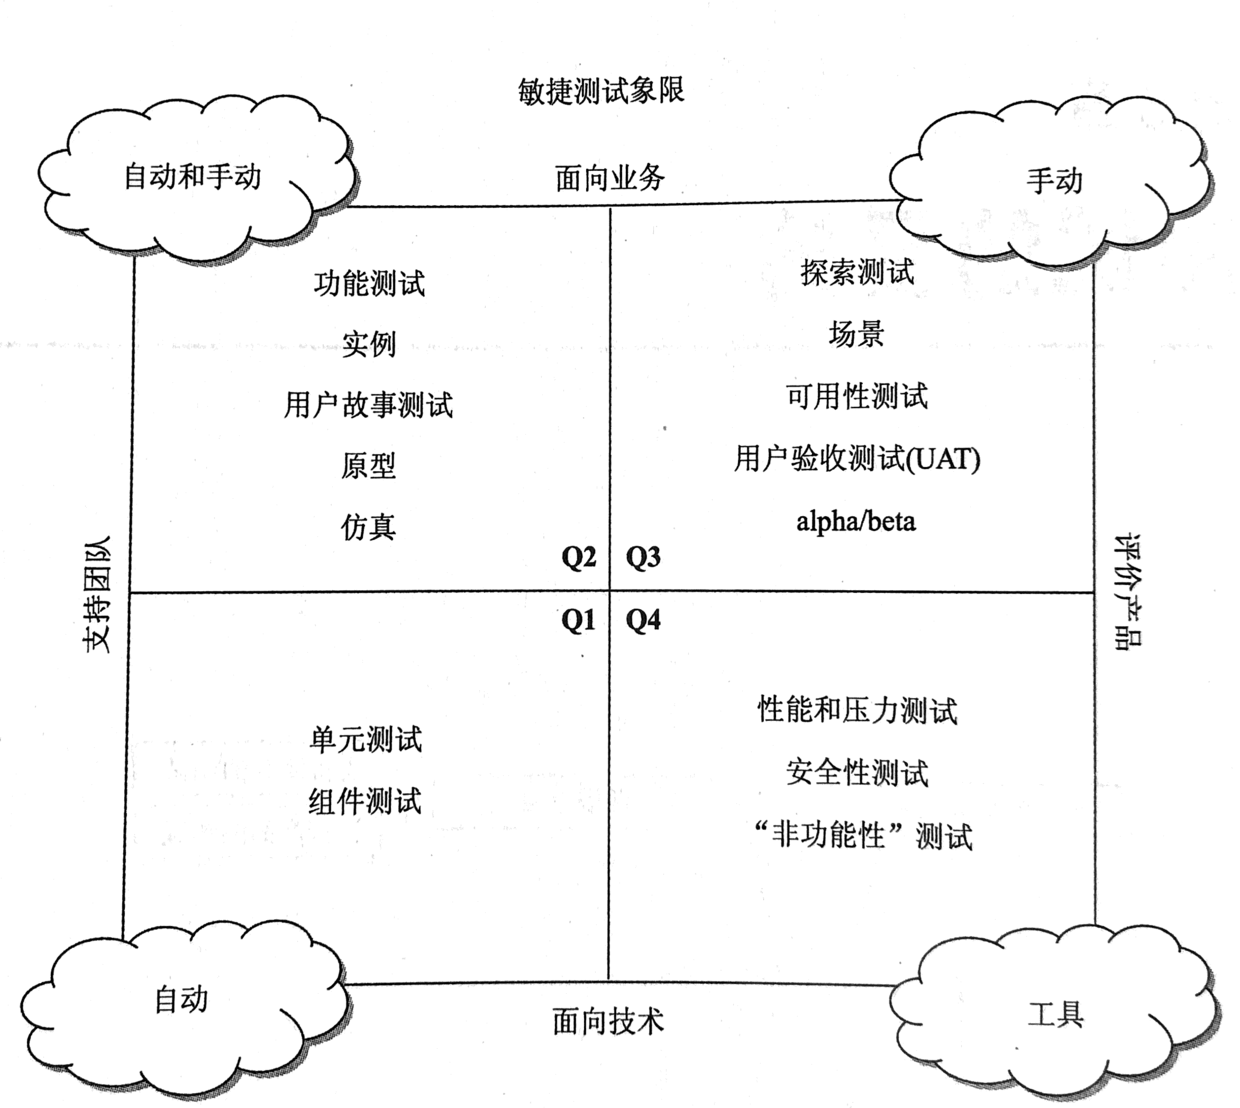 敏捷测试象限
自动和手动
面向业务
手动
功能测试
实例
用户故事测试
原型
仿真
Q2
探索测试
场景
可用性测试
用户验收测试(UAT)
alpha/beta
Q3
支持团队
评价产品
Q1
单元测试
组件测试
Q4
性能和压力测试
安全性测试
“非功能性”测试
自动
面向技术
工具